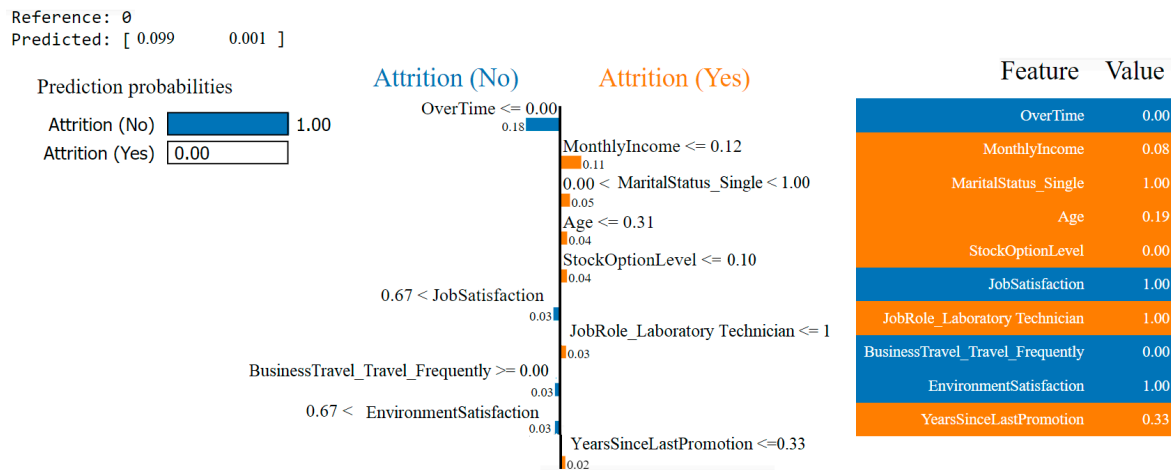 Reference: 0
Predicted: [ 0.099 0.001 ]
Prediction probabilities
Attrition (No) 1.00
Attrition (Yes) 0.00
Attrition (No) Attrition (Yes)
OverTime <= 0.00
0.18
MonthlyIncome <= 0.12
0.11
0.00 < MaritalStatus_Single < 1.00
0.05
Age <= 0.31
0.04
StockOptionLevel <= 0.10
0.04
0.67 < JobSatisfaction
0.03
JobRole_Laboratory Technician <= 1
0.03
BusinessTravel_Travel_Frequently >= 0.00
0.03
0.67 < EnvironmentSatisfaction
0.03
YearsSinceLastPromotion <=0.33
0.02
Feature Value
OverTime 0.00
MonthlyIncome 0.08
MaritalStatus_Single 1.00
Age 0.19
StockOptionLevel 0.00
JobSatisfaction 1.00
JobRole_Laboratory Technician 1.00
BusinessTravel_Travel_Frequently 0.00
EnvironmentSatisfaction 1.00
YearsSinceLastPromotion 0.33